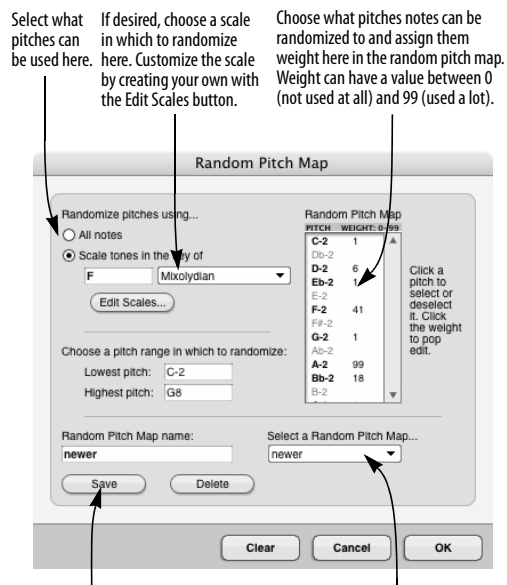 Select what
pitches can
be used here.
If desired, choose a scale
in which to randomize
here. Customize the scale
by creating your own with
the Edit Scales button.
Choose what pitches notes can be
randomized to and assign them
weight here in the random pitch map.
Weight can have a value between 0
(not used at all) and 99 (used a lot).
Random Pitch Map
Randomize pitches using...
All notes
Scale tones in the key of
F Mixolydian
Edit Scales...
Choose a pitch range in which to randomize:
Lowest pitch: C-2
Highest pitch: G8
Random Pitch Map
PITCH WEIGHT: 0-99
C-2 1
Db-2
D-2 6
Eb-2 1
E-2
F-2 41
F#-2
G-2 1
Ab-2
A-2 99
Bb-2 18
B-2
Click a
pitch to
select or
deselect
it. Click
the weight
to pop
edit.
Random Pitch Map name:
newer
Save Delete
Select a Random Pitch Map...
newer
Clear Cancel OK